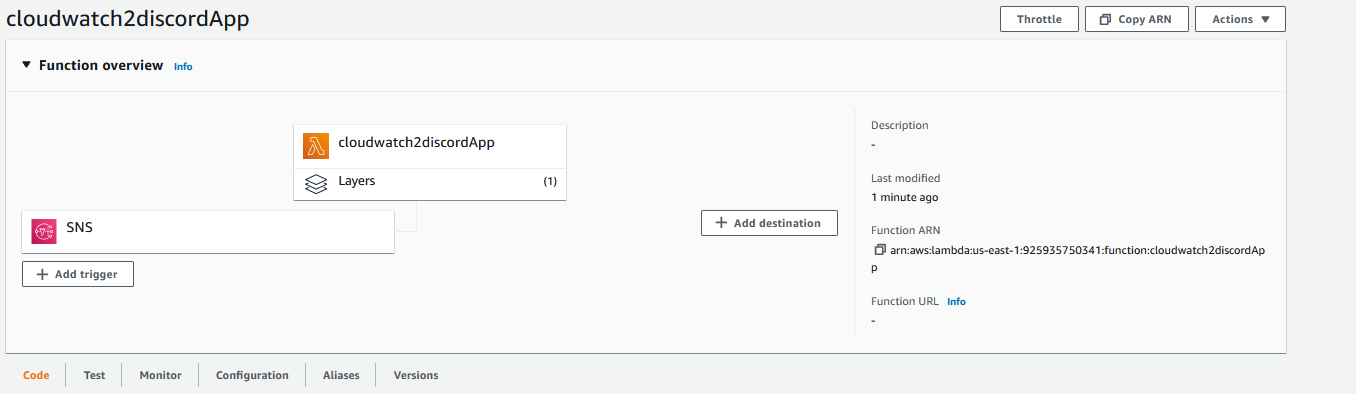 cloudwatch2discordApp
Throttle
Copy ARN
Actions
Function overview Info
cloudwatch2discordApp
Layers (1)
SNS
Add trigger
Add destination
Description
-
Last modified
1 minute ago
Function ARN
arn:aws:lambda:us-east-1:925935750341:function:cloudwatch2discordAp
p
Function URL Info
-
Code Test Monitor Configuration Aliases Versions